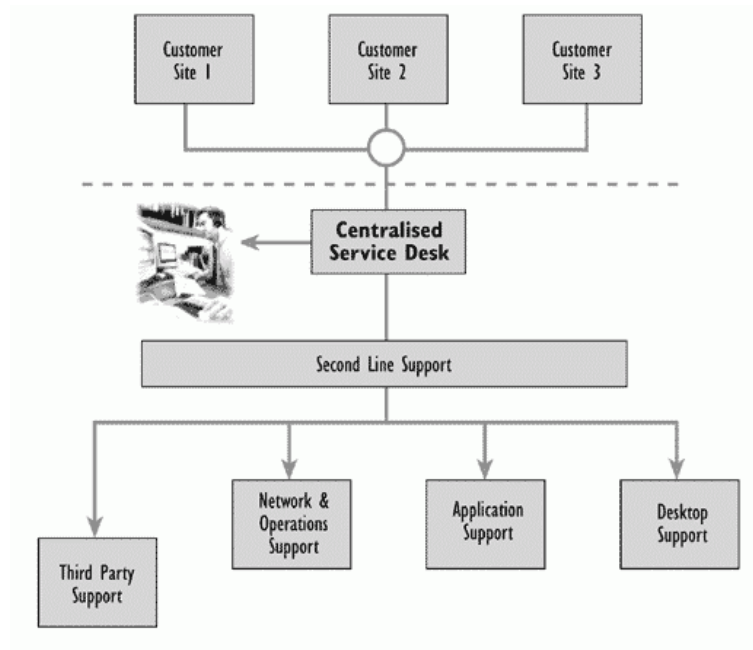 Customer
Site 1
Customer
Site 2
Customer
Site 3
Centralised
Service Desk
Second Line Support
Third Party
Support
Network &
Operations
Support
Application
Support
Desktop
Support